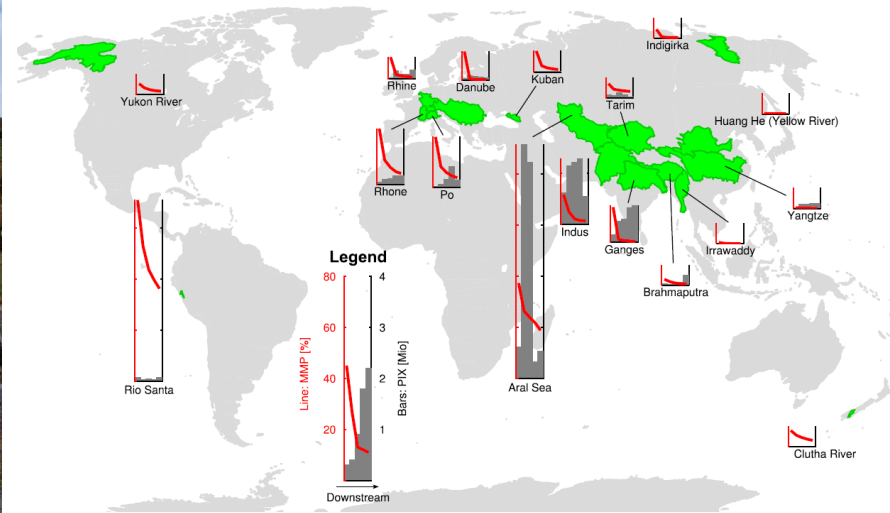 Indigirka
Rhine
Danube
Kuban
Tarim
Yukon River
Huang He (Yellow River)
Rhone
Po
Indus
Ganges
Yangtze
Irrawaddy
Brahmaputra
Legend
80
4
60
3
Line: MMP [%]
40
2
Bars: PIX [Mio]
20
1
Downstream
Rio Santa
Aral Sea
Clutha River